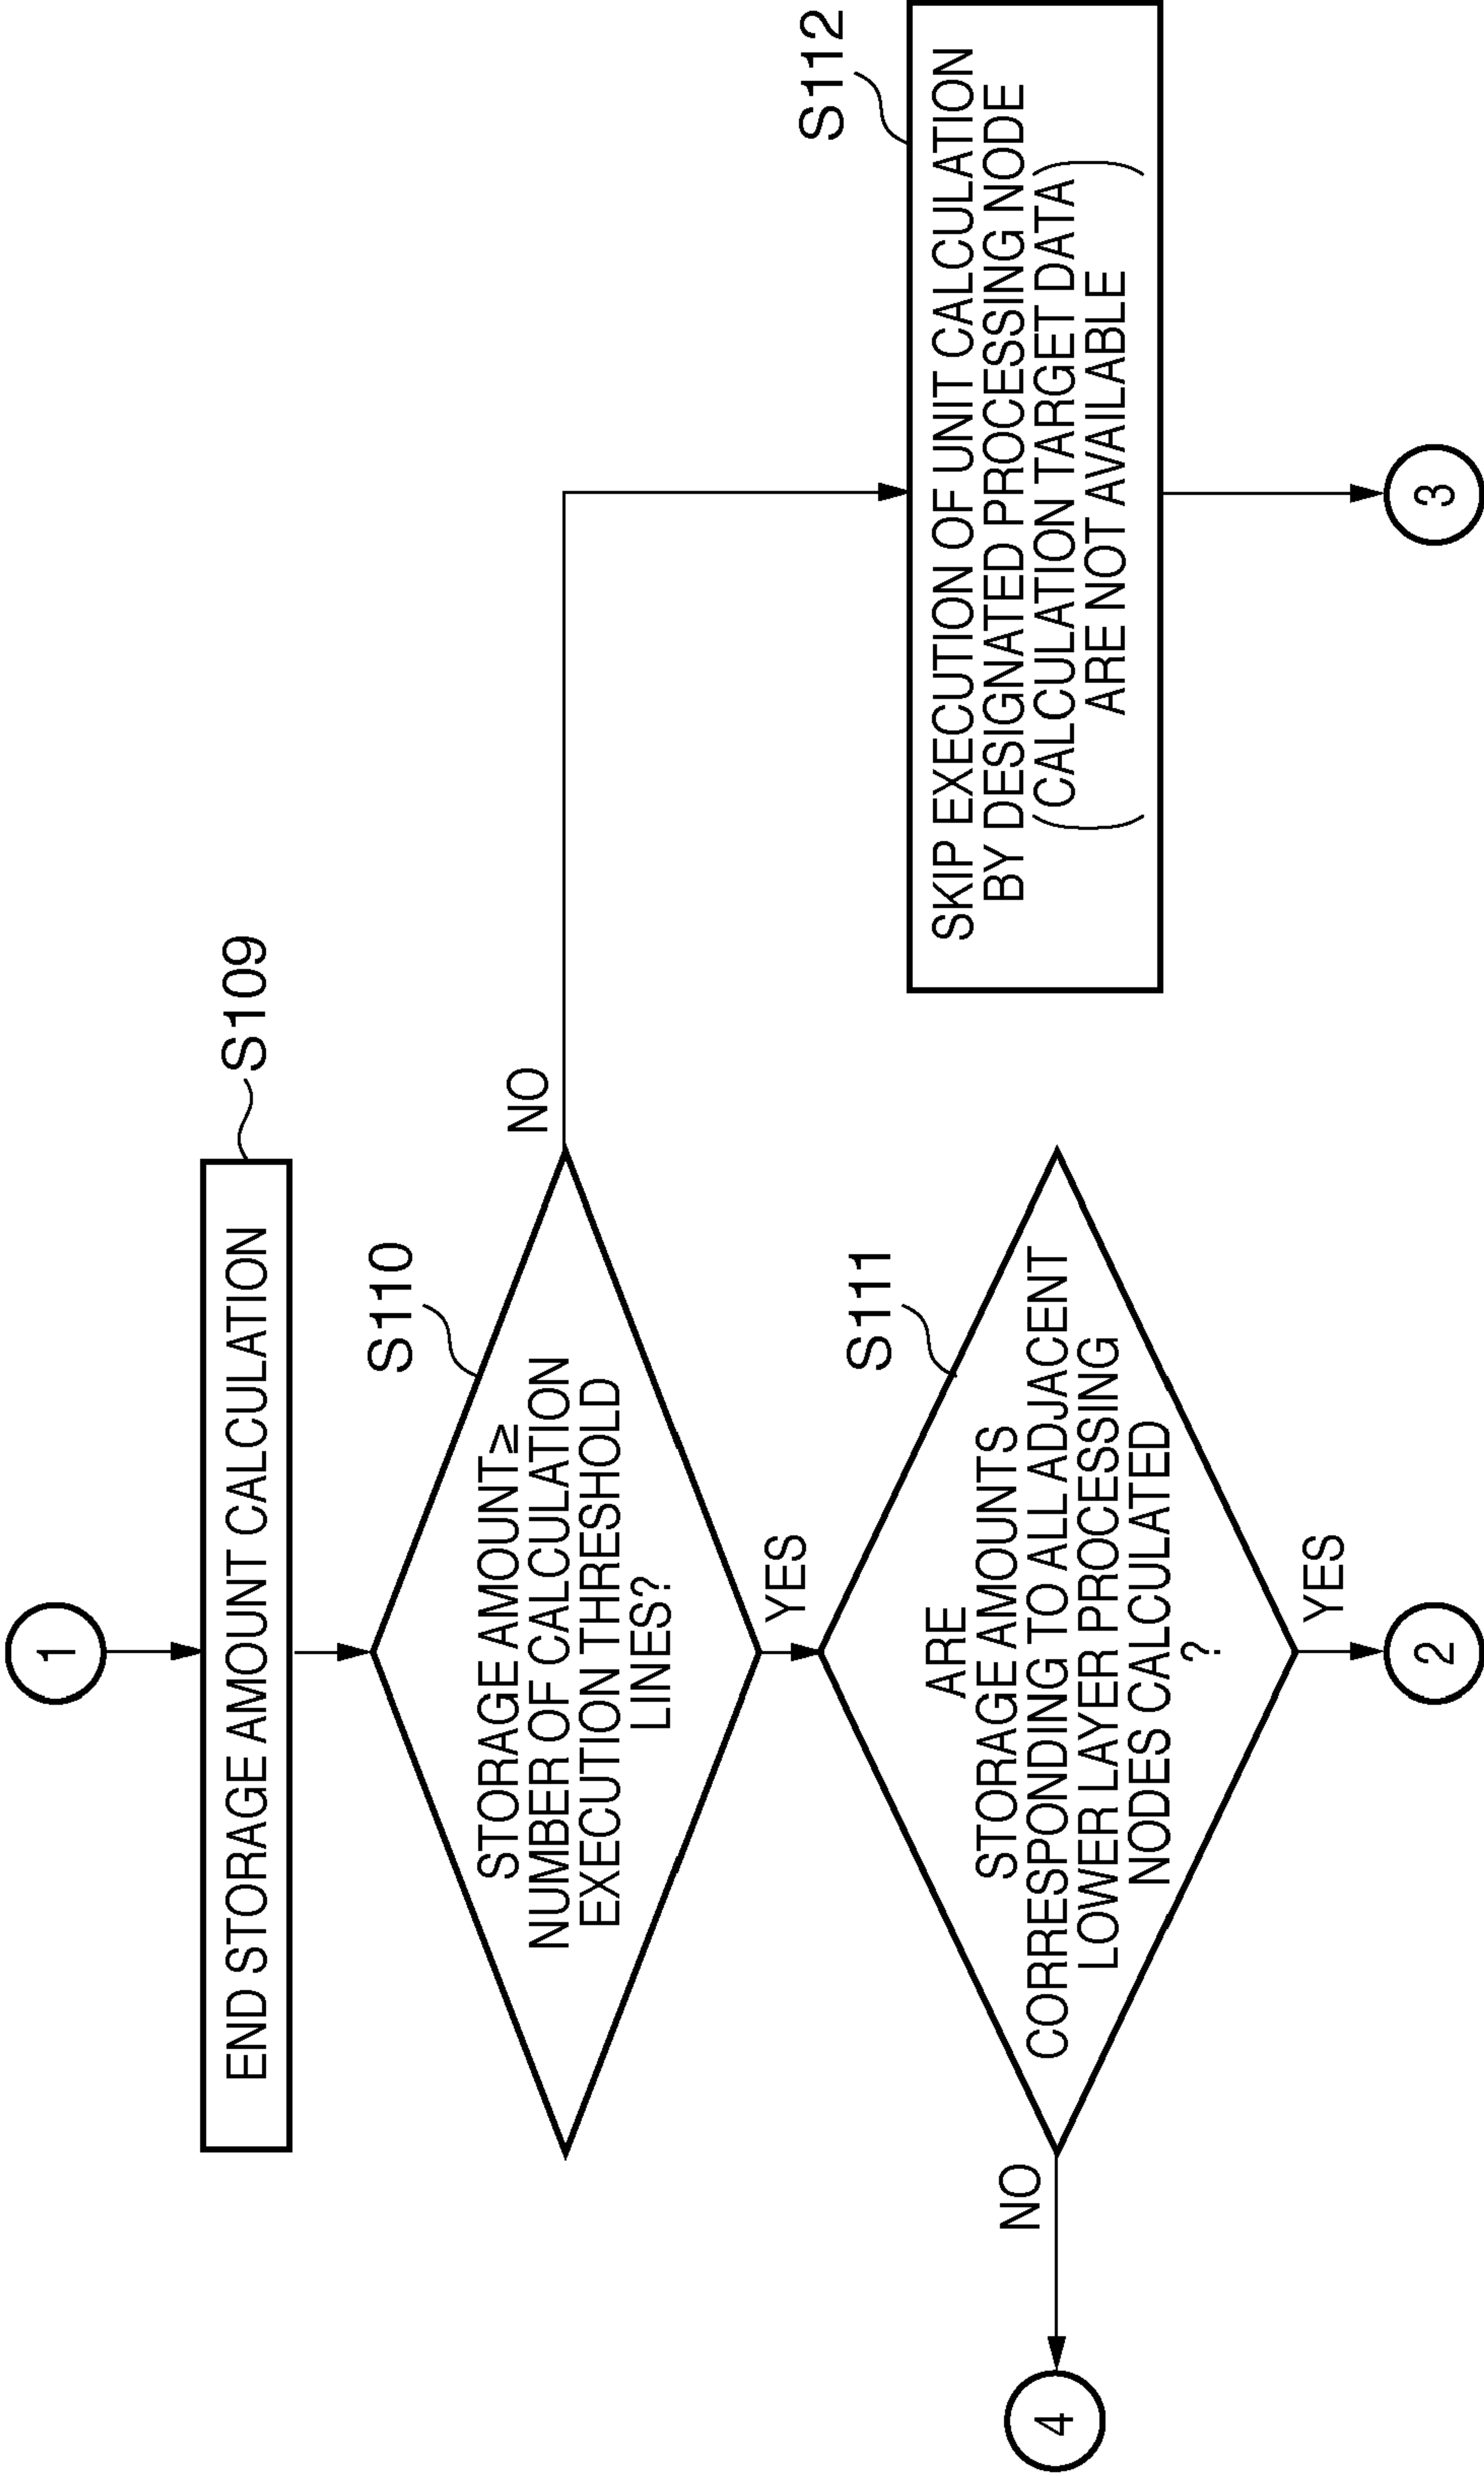 1
END STORAGE AMOUNT CALCULATION
S109
STORAGE AMOUNT≥
NUMBER OF CALCULATION
EXECUTION THRESHOLD
LINES?
S110
NO
YES
ARE
STORAGE AMOUNTS
CORRESPONDING TO ALL ADJACENT
LOWER LAYER PROCESSING
NODES CALCULATED
?
S111
NO
4
YES
2
S112
SKIP EXECUTION OF UNIT CALCULATION
BY DESIGNATED PROCESSING NODE
(CALCULATION TARGET DATA
ARE NOT AVAILABLE)
3